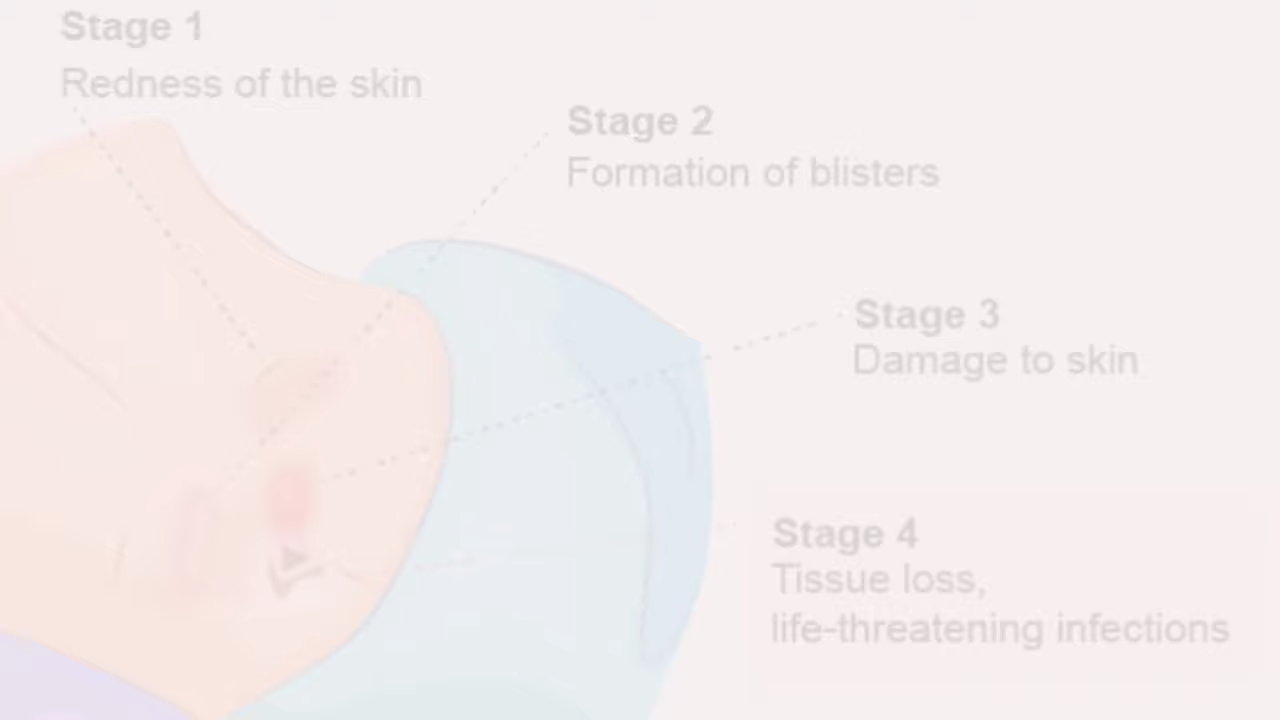 Stage 1
Redness of the skin
Stage 2
Formation of blisters
Stage 3
Damage to skin
Stage 4
Tissue loss,
life-threatening infections